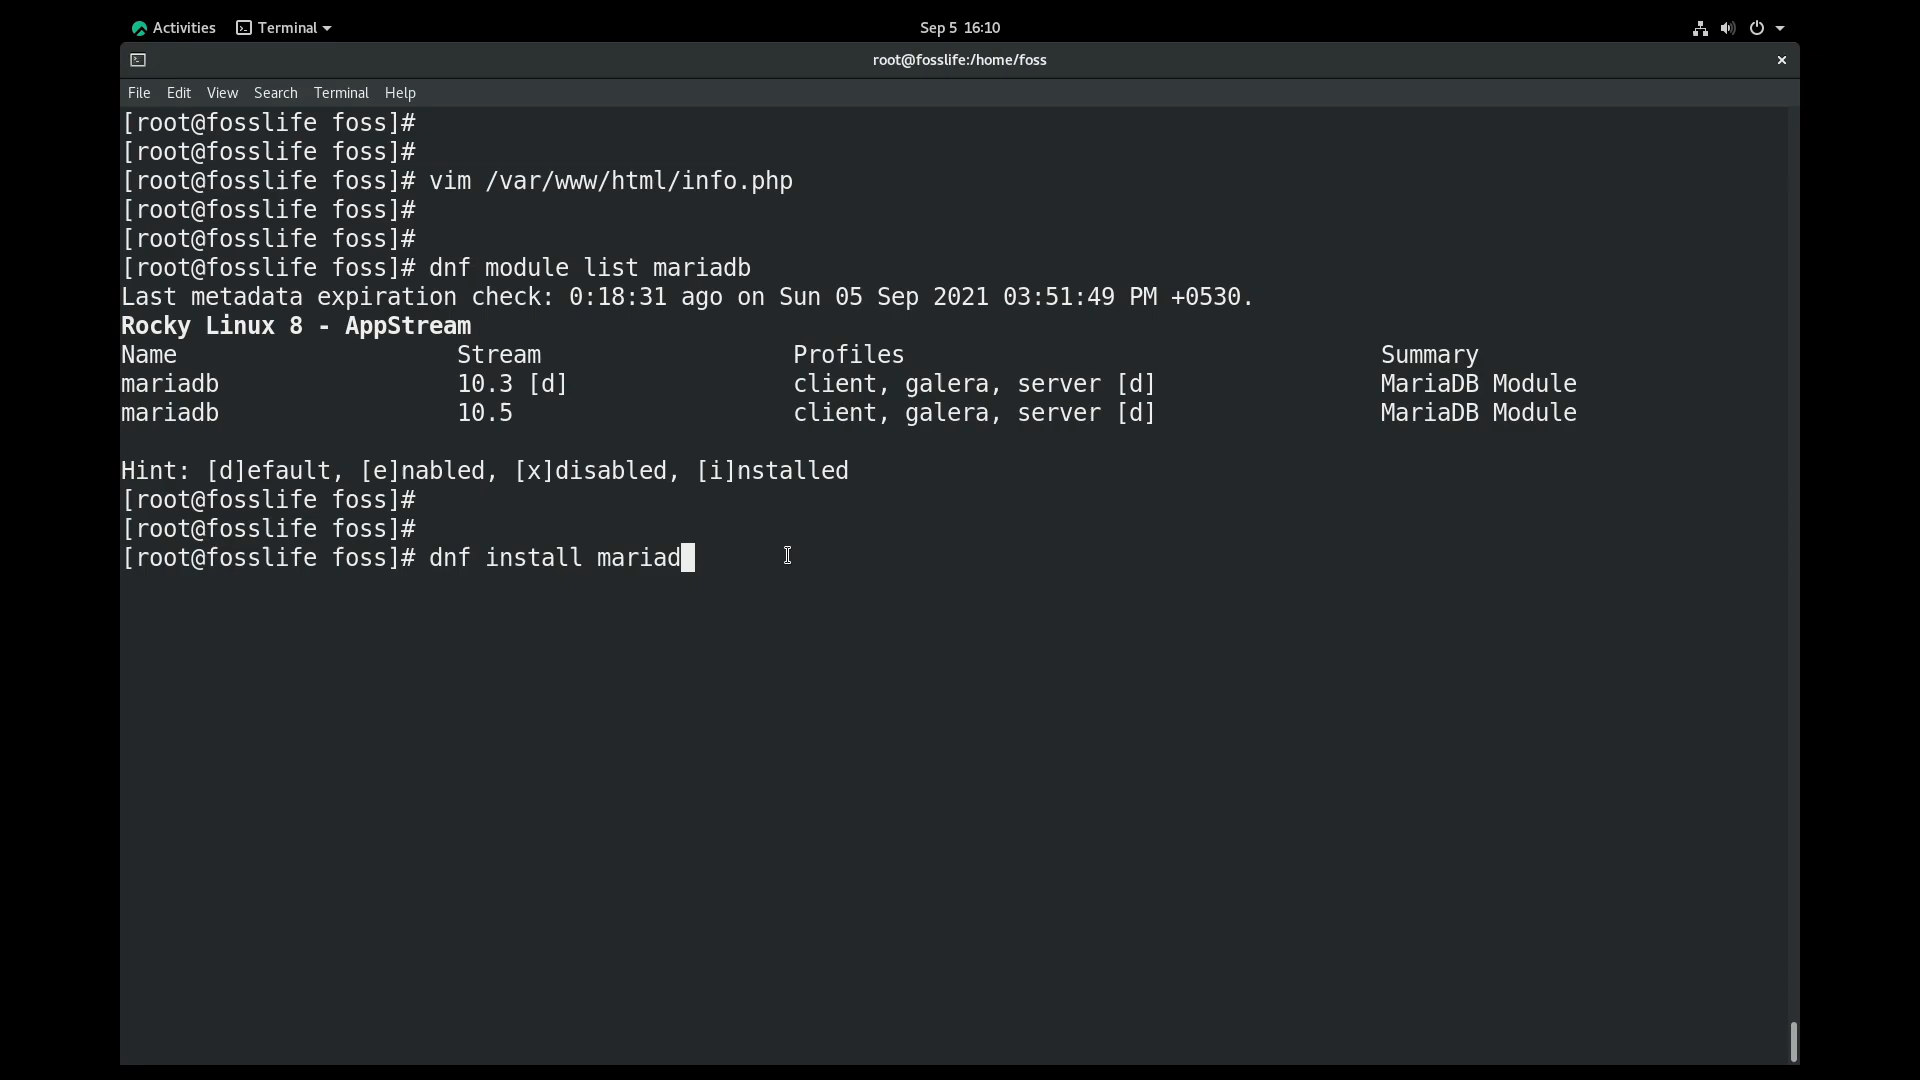 Activities Terminal Sep 5 16:10
root@fosslife:/home/foss ×
File Edit View Search Terminal Help
[root@fosslife foss]#
[root@fosslife foss]#
[root@fosslife foss]# vim /var/www/html/info.php
[root@fosslife foss]#
[root@fosslife foss]#
[root@fosslife foss]# dnf module list mariadb
Last metadata expiration check: 0:18:31 ago on Sun 05 Sep 2021 03:51:49 PM +0530.
Rocky Linux 8 - AppStream
Name Stream Profiles Summary
mariadb 10.3 [d] client, galera, server [d] MariaDB Module
mariadb 10.5 client, galera, server [d] MariaDB Module
Hint: [d]efault, [e]nabled, [x]disabled, [i]nstalled
[root@fosslife foss]#
[root@fosslife foss]#
[root@fosslife foss]# dnf install mariad